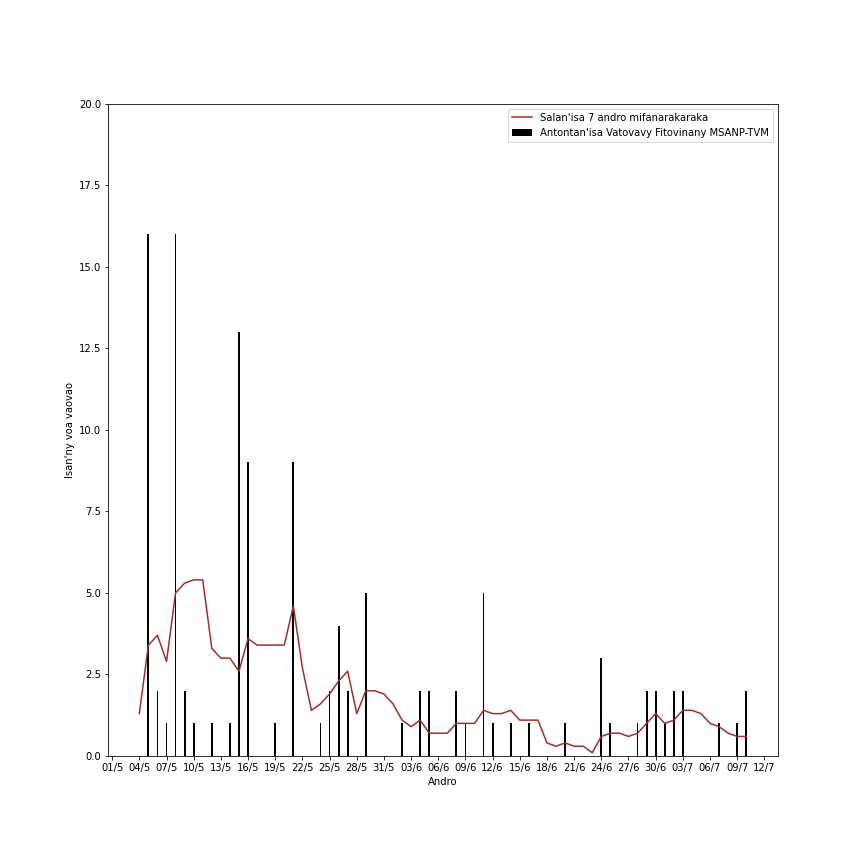 20.0
17.5
15.0
12.5
10.0
7.5
5.0
2.5
0.0
Isan'ny voa vaovao
Salan'isa 7 andro mifanarakaraka
Antontan'isa Vatovavy Fitovinany MSANP-TVM
01/5 04/5 07/5 10/5 13/5 16/5 19/5 22/5 25/5 28/5 31/5 03/6 06/6 09/6 12/6 15/6 18/6 21/6 24/6 27/6 30/6 03/7 06/7 09/7 12/7
Andro